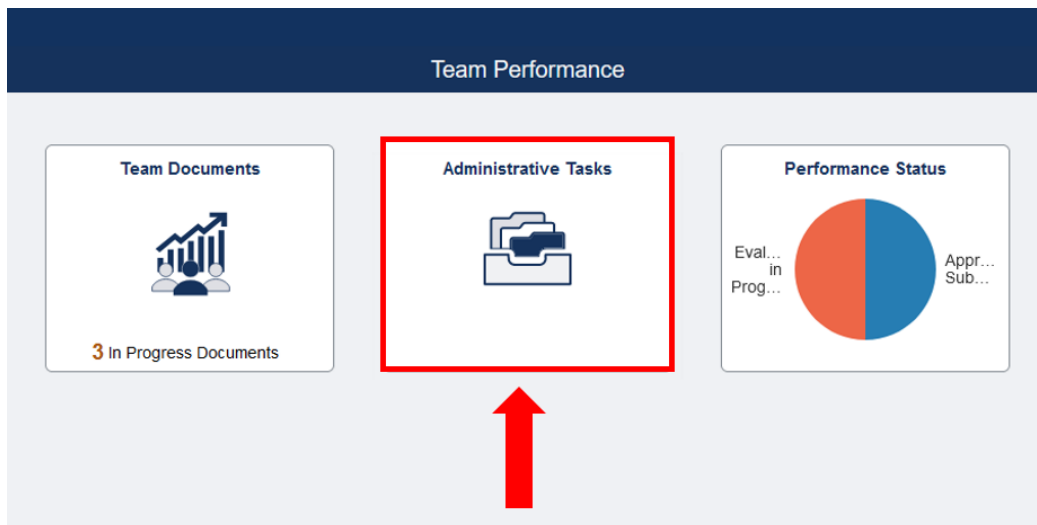 Team Performance
Team Documents
3 In Progress Documents
Administrative Tasks
Performance Status
Eval...
in
Prog...
Appr...
Sub...